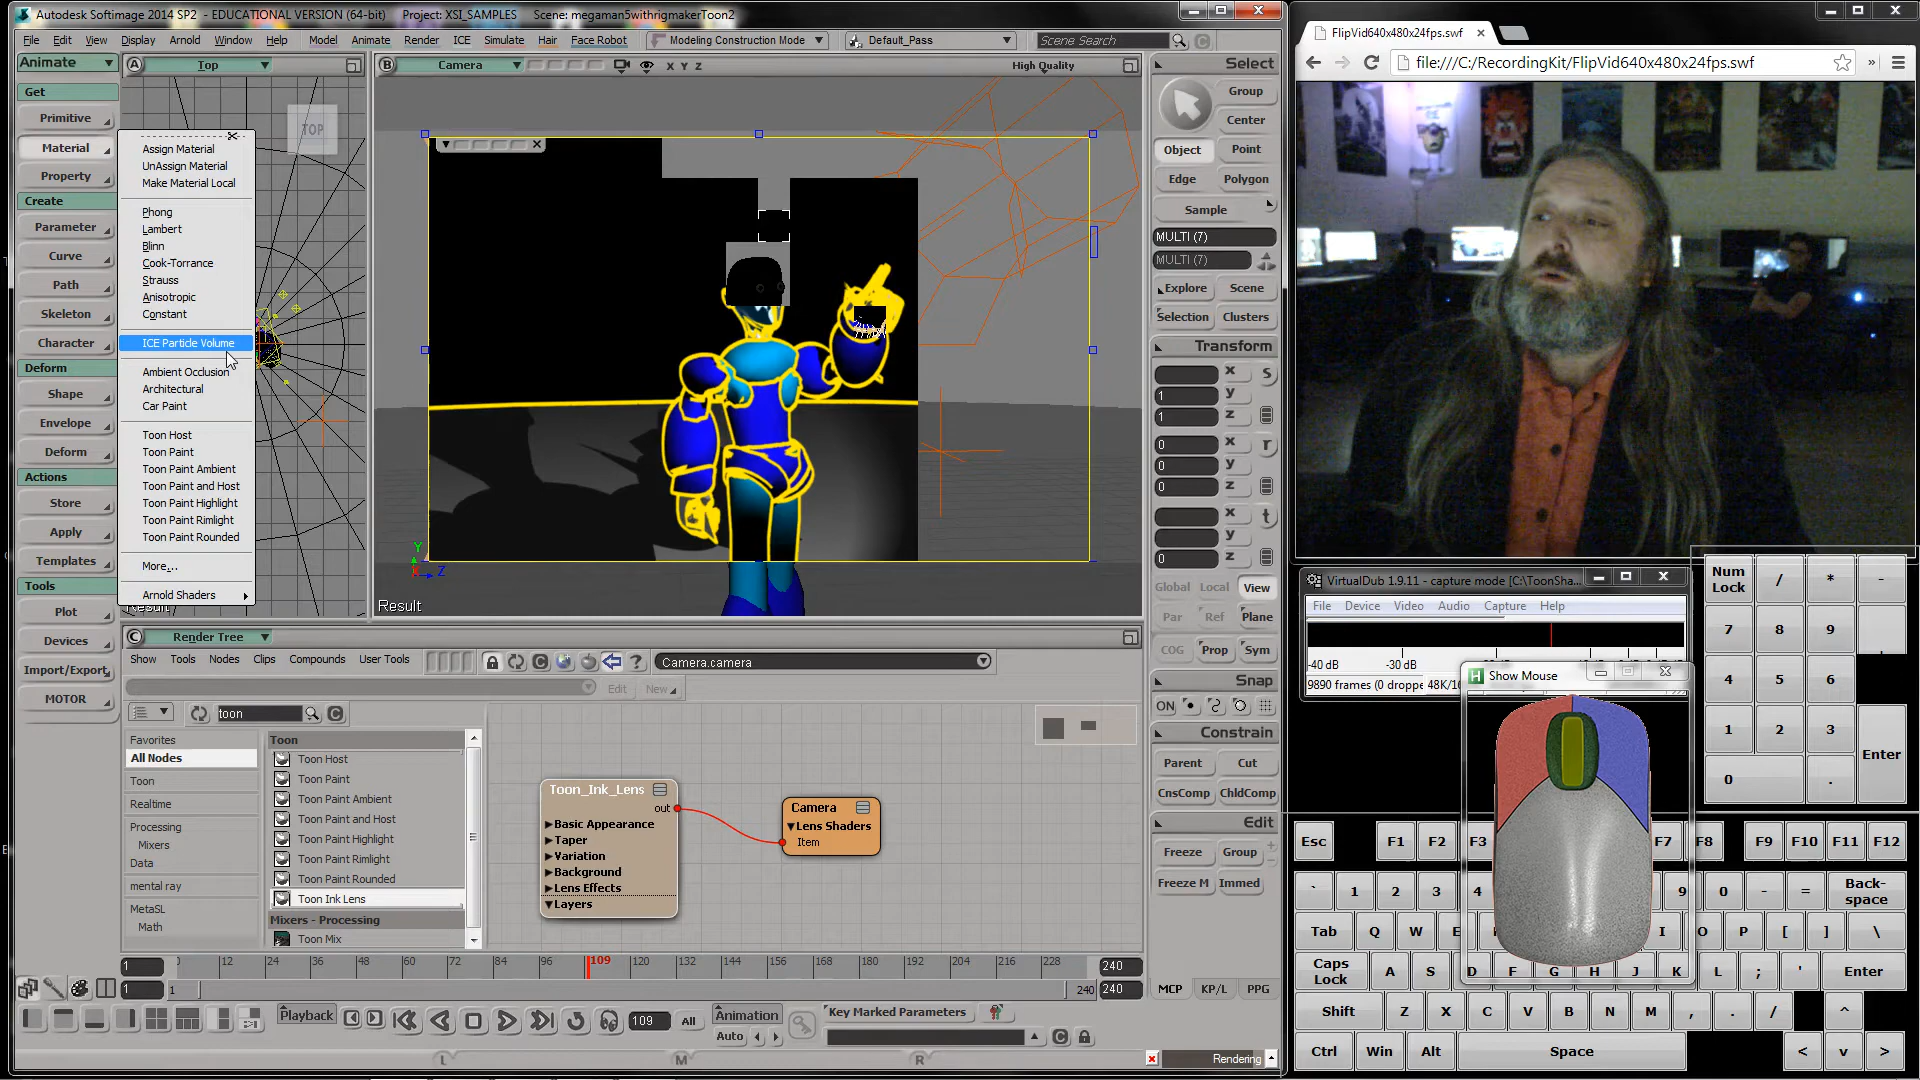 Autodesk Softimage 2014 SP2 - EDUCATIONAL VERSION (64-bit) Project: XSI_SAMPLES Scene: megaman5withrigmakerToon2
File Edit View Display Arnold Window Help Model Animate Render ICE Simulate Hair Face Robot Modeling Construction Mode Default_Pass Scene Search
Animate
Get
Primitive
Material
Property
Create
Parameter
Curve
Path
Skeleton
Character
Deform
Shape
Envelope
Deform
Actions
Store
Apply
Templates
Tools
Plot
Devices
Import/Export
MOTOR
A Top
TOP
Assign Material
UnAssign Material
Make Material Local
Phong
Lambert
Blinn
Cook-Torrance
Strauss
Anisotropic
Constant
ICE Particle Volume
Ambient Occlusion
Architectural
Car Paint
Toon Host
Toon Paint
Toon Paint Ambient
Toon Paint and Host
Toon Paint Highlight
Toon Paint Rimlight
Toon Paint Rounded
More...
Arnold Shaders
B Camera X Y Z High Quality
Y
X Z
Result
Result
C Render Tree
Show Tools Nodes Clips Compounds User Tools C ? Camera.camera
Edit New
toon C
Favorites
All Nodes
Toon
Realtime
Processing
Mixers
Data
mental ray
MetaSL
Math
Toon
Toon Host
Toon Paint
Toon Paint Ambient
Toon Paint and Host
Toon Paint Highlight
Toon Paint Rimlight
Toon Paint Rounded
Toon Ink Lens
Mixers - Processing
Toon Mix
Toon_Ink_Lens
out
Basic Appearance
Taper
Variation
Background
Lens Effects
Layers
Camera
Lens Shaders
Item
1 12 24 36 48 60 72 84 96 109 120 132 144 156 168 180 192 204 216 228 240
1 1 240 240
Playback 109 All Animation
Auto
Key Marked Parameters
C
L M R Rendering
Select
Group
Center
Object Point
Edge Polygon
Sample
MULTI (7)
MULTI (7)
Explore Scene
Selection Clusters
Transform
x s
1 y
1 z
0 x r
0 y
0 z
x t
y
0 z
Global Local View
Par Ref Plane
COG Prop Sym
Snap
ON
Constrain
Parent Cut
CnsComp ChldComp
Edit
Freeze Group
Freeze M Immed
MCP KP/L PPG
FlipVid640x480x24fps.swf
file:///C:/RecordingKit/FlipVid640x480x24fps.swf
VirtualDub 1.9.11 - capture mode [C:\ToonSha...
File Device Video Audio Capture Help
-40 dB -30 dB
9890 frames (0 droppe 48K/1
H Show Mouse
Num Lock / * -
7 8 9
4 5 6
1 2 3 Enter
0 .
Esc F1 F2 F3 F7 F8 F9 F10 F11 F12
` 1 2 3 4 9 0 - = Back-space
Tab Q W E I O P [ ] \
Caps Lock A S D F G H J K L ; ' Enter
Shift Z X C V B N M , . / ^
Ctrl Win Alt Space < v >